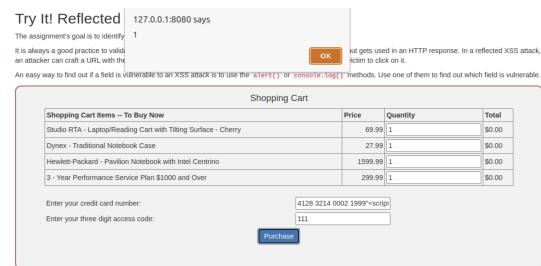 Try It! Reflected
127.0.0.1:8080 says
1
OK
The assignment's goal is to identify
It is always a good practice to valid
ut gets used in an HTTP response. In a reflected XSS attack,
an attacker can craft a URL with the
ictim to click on it.
An easy way to find out if a field is vulnerable to an XSS attack is to use the alert() or console.log() methods. Use one of them to find out which field is vulnerable.
Shopping Cart
Shopping Cart Items -- To Buy Now Price Quantity Total
Studio RTA - Laptop/Reading Cart with Tilting Surface - Cherry 69.99 1 $0.00
Dynex - Traditional Notebook Case 27.99 1 $0.00
Hewlett-Packard - Pavilion Notebook with Intel Centrino 1599.99 1 $0.00
3 - Year Performance Service Plan $1000 and Over 299.99 1 $0.00
Enter your credit card number: 4128 3214 0002 1999"<script
Enter your three digit access code: 111
Purchase